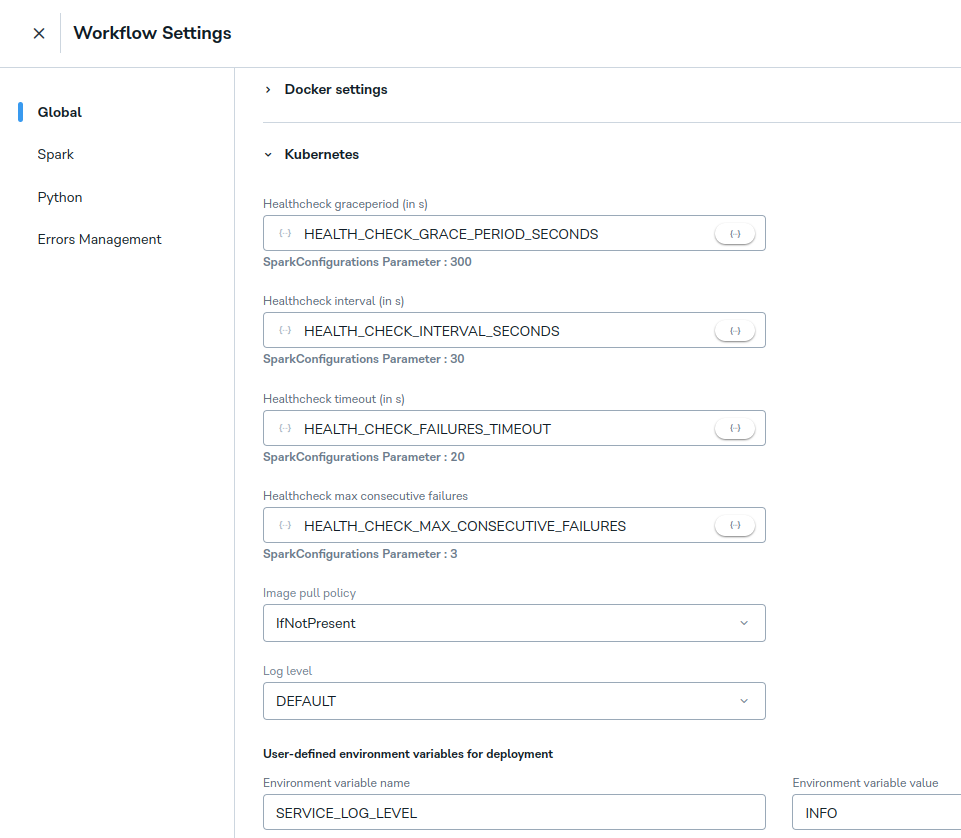 Workflow Settings
Global
Spark
Python
Errors Management
Docker settings
Kubernetes
Healthcheck graceperiod (in s)
{··} HEALTH_CHECK_GRACE_PERIOD_SECONDS {··}
SparkConfigurations Parameter : 300
Healthcheck interval (in s)
{··} HEALTH_CHECK_INTERVAL_SECONDS {··}
SparkConfigurations Parameter : 30
Healthcheck timeout (in s)
{··} HEALTH_CHECK_FAILURES_TIMEOUT {··}
SparkConfigurations Parameter : 20
Healthcheck max consecutive failures
{··} HEALTH_CHECK_MAX_CONSECUTIVE_FAILURES {··}
SparkConfigurations Parameter : 3
Image pull policy
IfNotPresent
Log level
DEFAULT
User-defined environment variables for deployment
Environment variable name Environment variable value
SERVICE_LOG_LEVEL INFO